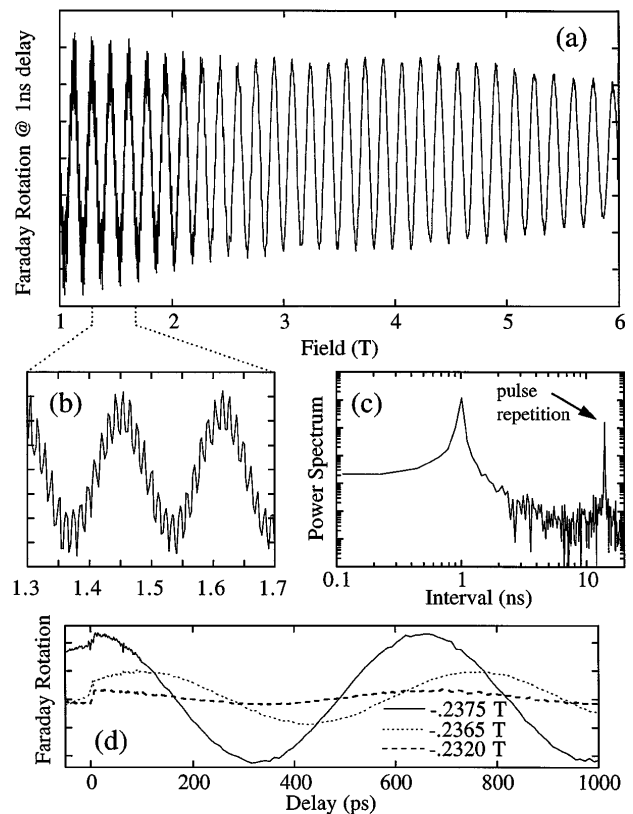 (a)
Faraday Rotation @ 1ns delay
1 2 3 4 5 6
Field (T)
(b)
1.3 1.4 1.5 1.6 1.7
(c)
pulse
repetition
Power Spectrum
0.1 1 10
Interval (ns)
Faraday Rotation
(d)
-.2375 T
-.2365 T
-.2320 T
0 200 400 600 800 1000
Delay (ps)